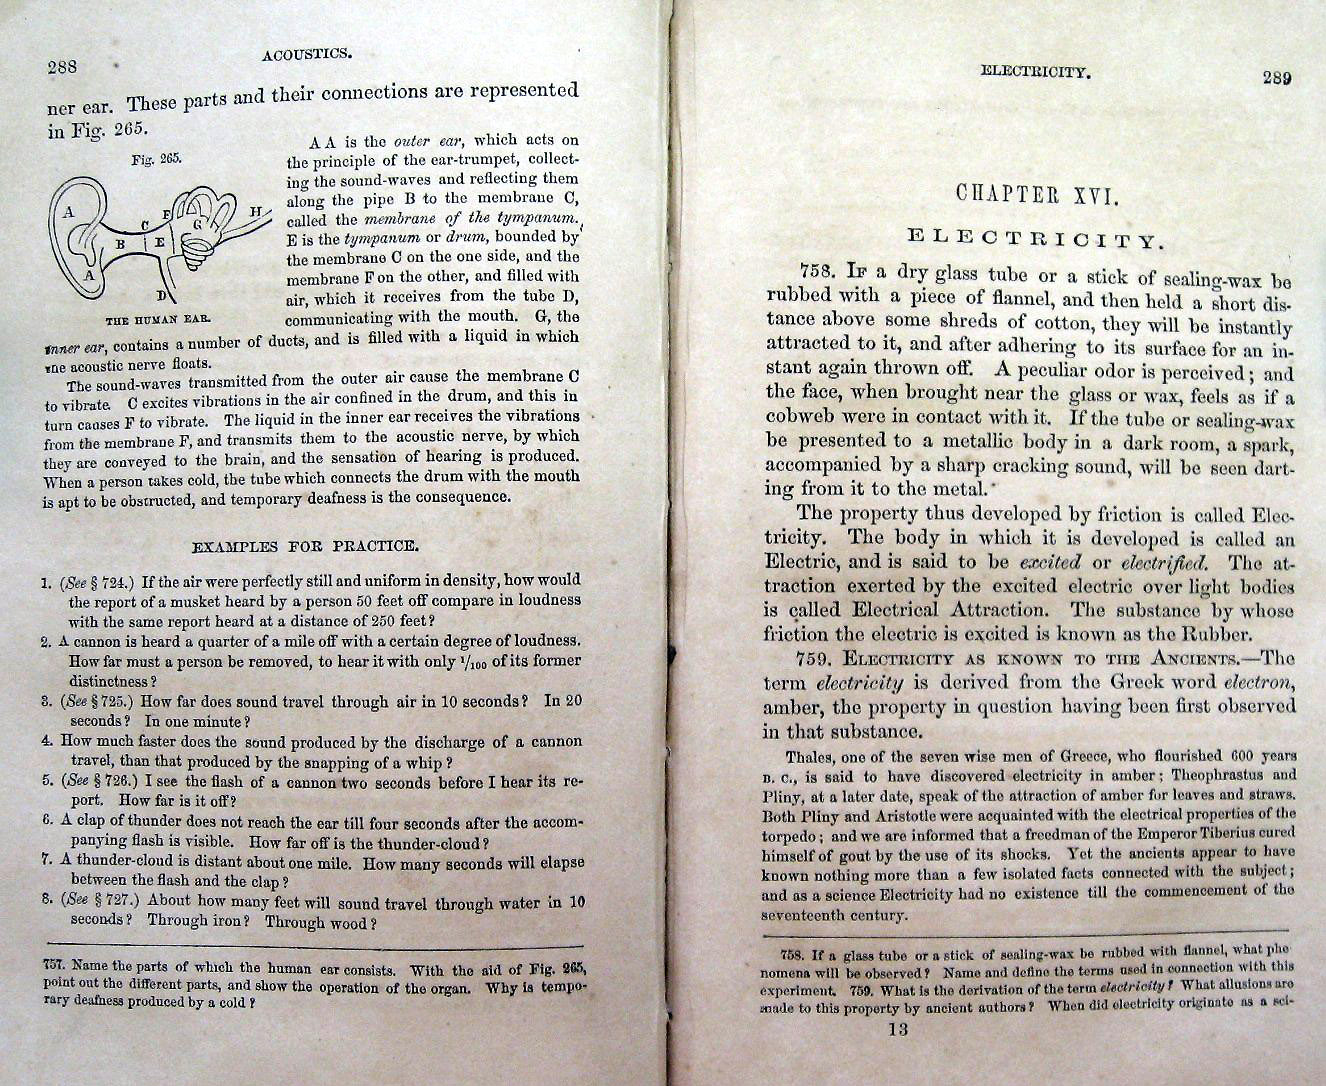 288
ACOUSTICS.
ner ear. These parts and their connections are represented
in Fig. 265.
Fig. 265.
A
A
B
C
D
E
F
G
H
THE HUMAN EAR.
A A is the outer ear, which acts on
the principle of the ear-trumpet, collect-
ing the sound-waves and reflecting them
along the pipe B to the membrane C,
called the membrane of the tympanum.
E is the tympanum or drum, bounded by
the membrane C on the one side, and the
membrane F on the other, and filled with
air, which it receives from the tube D,
communicating with the mouth. G, the
inner ear, contains a number of ducts, and is filled with a liquid in which
the acoustic nerve floats.
The sound-waves transmitted from the outer air cause the membrane C
to vibrate. C excites vibrations in the air confined in the drum, and this in
turn causes F to vibrate. The liquid in the inner ear receives the vibrations
from the membrane F, and transmits them to the acoustic nerve, by which
they are conveyed to the brain, and the sensation of hearing is produced.
When a person takes cold, the tube which connects the drum with the mouth
is apt to be obstructed, and temporary deafness is the consequence.
EXAMPLES FOR PRACTICE.
1. (See § 724.) If the air were perfectly still and uniform in density, how would
the report of a musket heard by a person 50 feet off compare in loudness
with the same report heard at a distance of 250 feet?
2. A cannon is heard a quarter of a mile off with a certain degree of loudness.
How far must a person be removed, to hear it with only 1/100 of its former
distinctness?
3. (See § 725.) How far does sound travel through air in 10 seconds? In 20
seconds? In one minute?
4. How much faster does the sound produced by the discharge of a cannon
travel, than that produced by the snapping of a whip?
5. (See § 726.) I see the flash of a cannon two seconds before I hear its re-
port. How far is it off?
6. A clap of thunder does not reach the ear till four seconds after the accom-
panying flash is visible. How far off is the thunder-cloud?
7. A thunder-cloud is distant about one mile. How many seconds will elapse
between the flash and the clap?
8. (See § 727.) About how many feet will sound travel through water in 10
seconds? Through iron? Through wood?
757. Name the parts of which the human ear consists. With the aid of Fig. 265,
point out the different parts, and show the operation of the organ. Why is tempo-
rary deafness produced by a cold?
ELECTRICITY.
289
CHAPTER XVI.
ELECTRICITY.
758. IF a dry glass tube or a stick of sealing-wax be
rubbed with a piece of flannel, and then held a short dis-
tance above some shreds of cotton, they will be instantly
attracted to it, and after adhering to its surface for an in-
stant again thrown off. A peculiar odor is perceived; and
the face, when brought near the glass or wax, feels as if a
cobweb were in contact with it. If the tube or sealing-wax
be presented to a metallic body in a dark room, a spark,
accompanied by a sharp cracking sound, will be seen dart-
ing from it to the metal.
The property thus developed by friction is called Elec-
tricity. The body in which it is developed is called an
Electric, and is said to be excited or electrified. The at-
traction exerted by the excited electric over light bodies
is called Electrical Attraction. The substance by whose
friction the electric is excited is known as the Rubber.
759. ELECTRICITY AS KNOWN TO THE ANCIENTS.—The
term electricity is derived from the Greek word electron,
amber, the property in question having been first observed
in that substance.
Thales, one of the seven wise men of Greece, who flourished 600 years
B. C., is said to have discovered electricity in amber; Theophrastus and
Pliny, at a later date, speak of the attraction of amber for leaves and straws.
Both Pliny and Aristotle were acquainted with the electrical properties of the
torpedo; and we are informed that a freedman of the Emperor Tiberius cured
himself of gout by the use of its shocks. Yet the ancients appear to have
known nothing more than a few isolated facts connected with the subject;
and as a science Electricity had no existence till the commencement of the
seventeenth century.
758. If a glass tube or a stick of sealing-wax be rubbed with flannel, what phe
nomena will be observed? Name and define the terms used in connection with this
experiment. 759. What is the derivation of the term electricity? What allusions are
made to this property by ancient authors? When did electricity originate as a sci-
13